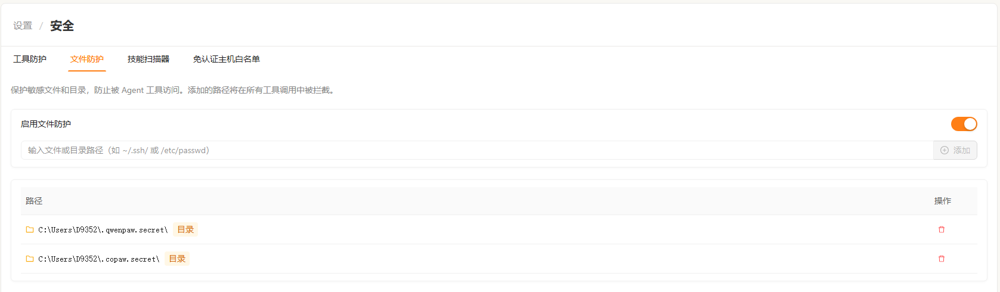 设置 / 安全
工具防护 文件防护 技能扫描器 免认证主机白名单
保护敏感文件和目录，防止被 Agent 工具访问。添加的路径将在所有工具调用中被拦截。
启用文件防护
输入文件或目录路径（如 ~/.ssh/ 或 /etc/passwd） 添加
路径 操作
C:\Users\D9352\.qwenpaw.secret\ 目录
C:\Users\D9352\.copaw.secret\ 目录